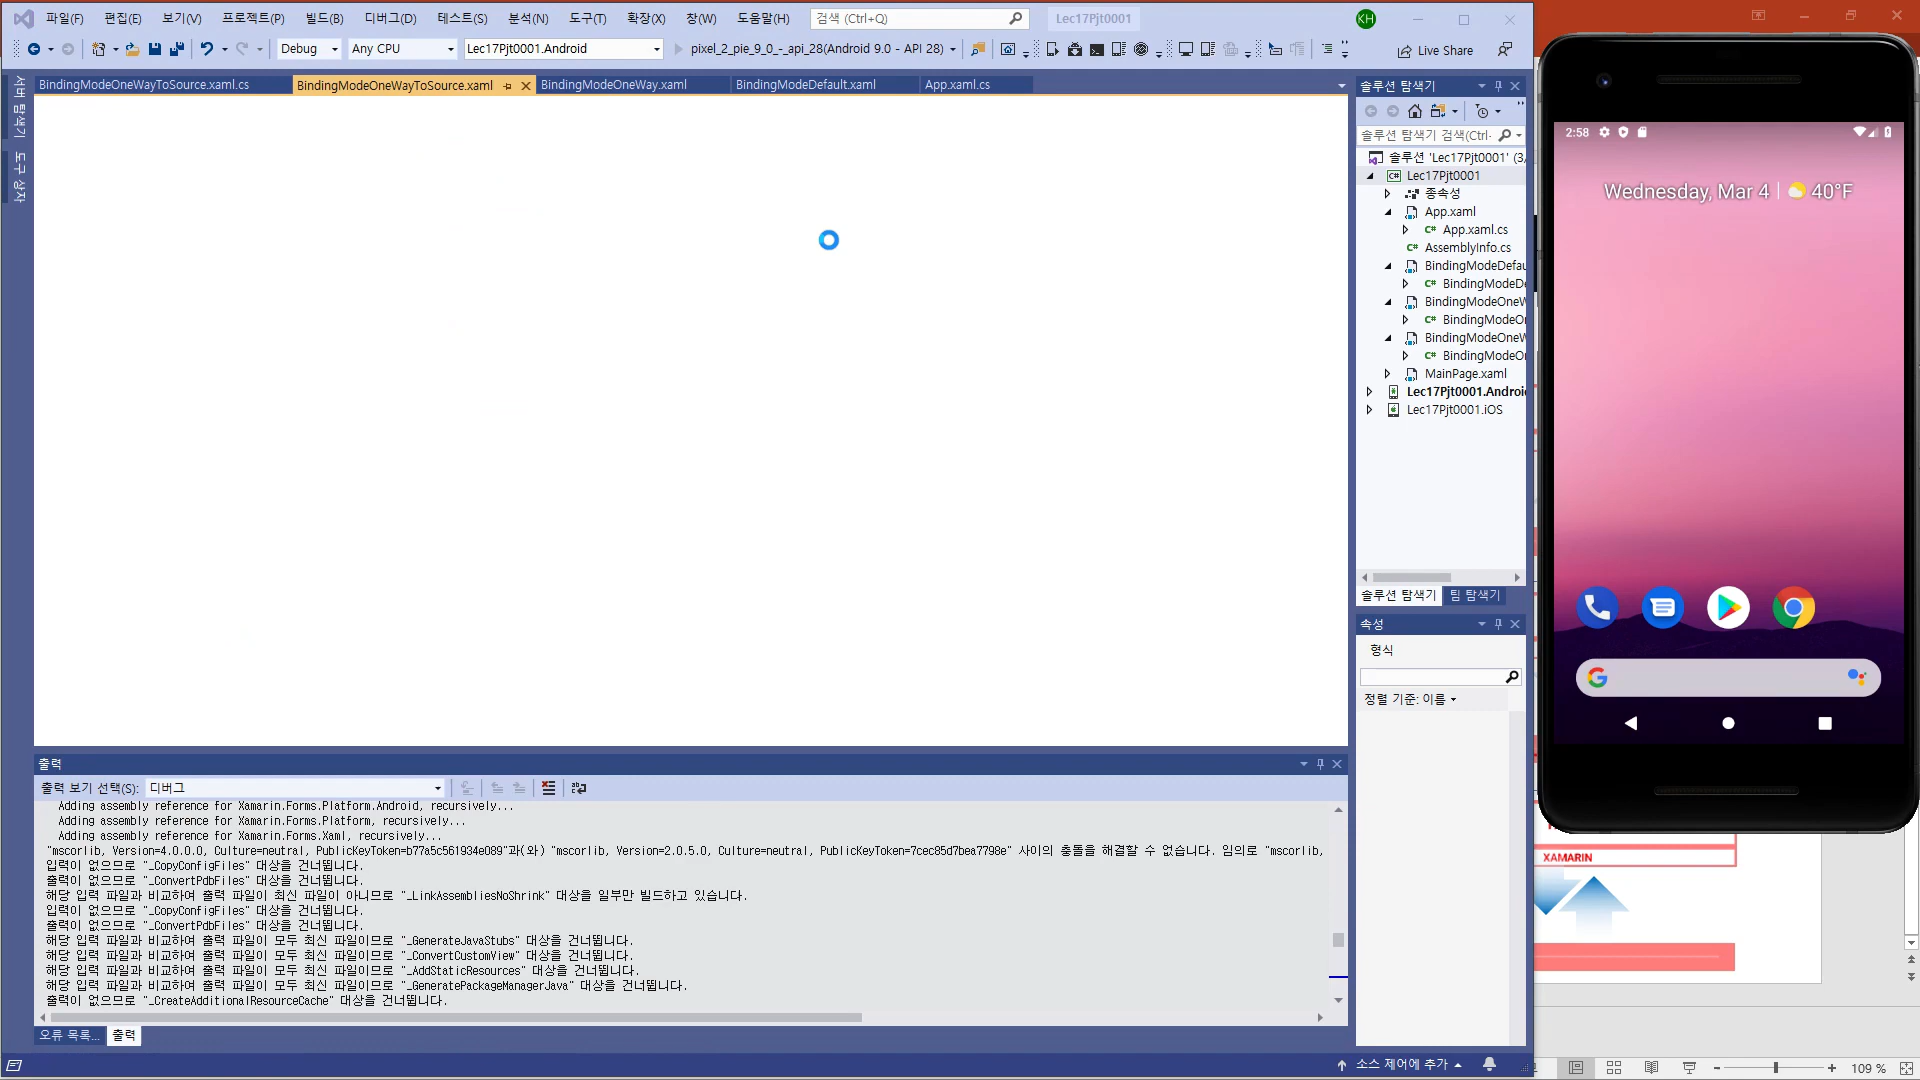 파일(F) 편집(E) 보기(V) 프로젝트(P) 빌드(B) 디버그(D) 테스트(S) 분석(N) 도구(T) 확장(X) 창(W) 도움말(H) 검색 (Ctrl+Q) Lec17Pjt0001 KH
Debug Any CPU Lec17Pjt0001.Android pixel_2_pie_9_0_-_api_28(Android 9.0 - API 28) Live Share
서버 탐색기
도구 상자
BindingModeOneWayToSource.xaml.cs BindingModeOneWayToSource.xaml BindingModeOneWay.xaml BindingModeDefault.xaml App.xaml.cs
솔루션 탐색기
솔루션 탐색기 검색(Ctrl-
솔루션 'Lec17Pjt0001' (3,
Lec17Pjt0001
종속성
App.xaml
App.xaml.cs
AssemblyInfo.cs
BindingModeDefau
BindingModeD
BindingModeOneW
BindingModeO
BindingModeOneW
BindingModeO
MainPage.xaml
Lec17Pjt0001.Androi
Lec17Pjt0001.iOS
솔루션 탐색기 팀 탐색기
속성
형식
정렬 기준: 이름
출력
출력 보기 선택(S): 디버그
Adding assembly reference for Xamarin.Forms.Platform.Android, recursively...
Adding assembly reference for Xamarin.Forms.Platform, recursively...
Adding assembly reference for Xamarin.Forms.Xaml, recursively...
"mscorlib, Version=4.0.0.0, Culture=neutral, PublicKeyToken=b77a5c561934e089"과(와) "mscorlib, Version=2.0.5.0, Culture=neutral, PublicKeyToken=7cec85d7bea7798e" 사이의 충돌을 해결할 수 없습니다. 임의로 "mscorlib,
입력이 없으므로 "_CopyConfigFiles" 대상을 건너뜁니다.
출력이 없으므로 "_ConvertPdbFiles" 대상을 건너뜁니다.
해당 입력 파일과 비교하여 출력 파일이 최신 파일이 아니므로 "_LinkAssembliesNoShrink" 대상을 일부만 빌드하고 있습니다.
입력이 없으므로 "_CopyConfigFiles" 대상을 건너뜁니다.
출력이 없으므로 "_ConvertPdbFiles" 대상을 건너뜁니다.
해당 입력 파일과 비교하여 출력 파일이 모두 최신 파일이므로 "_GenerateJavaStubs" 대상을 건너뜁니다.
해당 입력 파일과 비교하여 출력 파일이 모두 최신 파일이므로 "_ConvertCustomView" 대상을 건너뜁니다.
해당 입력 파일과 비교하여 출력 파일이 모두 최신 파일이므로 "_AddStaticResources" 대상을 건너뜁니다.
해당 입력 파일과 비교하여 출력 파일이 모두 최신 파일이므로 "_GeneratePackageManagerJava" 대상을 건너뜁니다.
출력이 없으므로 "_CreateAdditionalResourceCache" 대상을 건너뜁니다.
오류 목록... 출력
소스 제어에 추가
2:58
Wednesday, Mar 4 | 40°F
XAMARIN
109 %